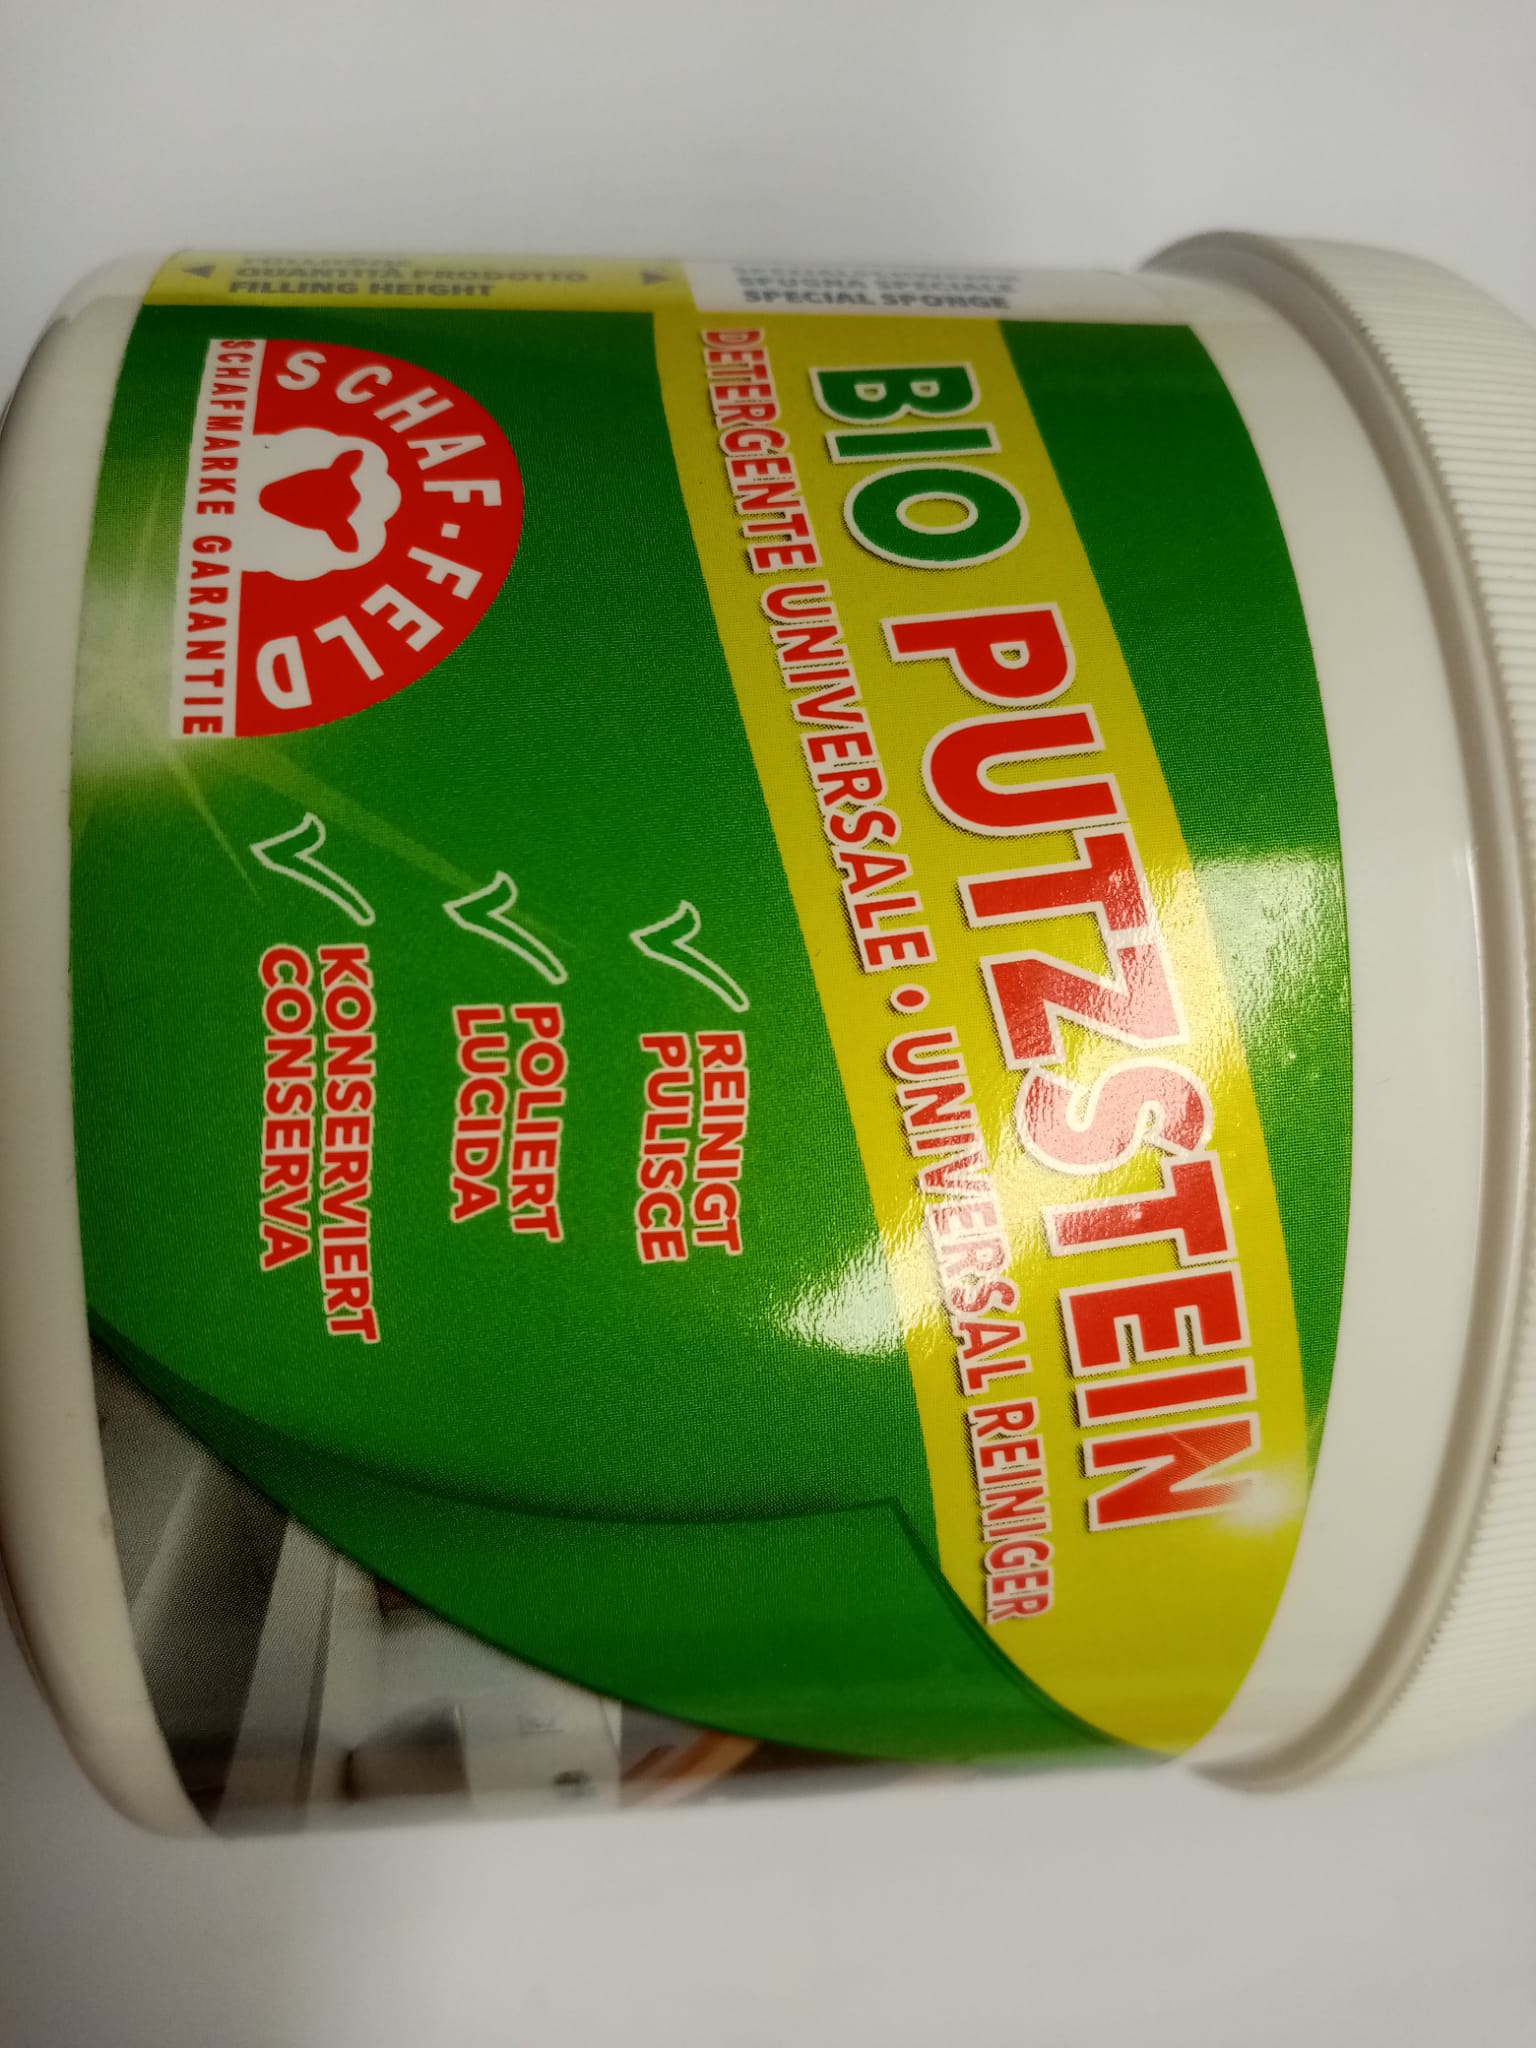 BIO PUTZSTEIN
DETERGENTE UNIVERSALE • UNIVERSAL REINIGER
REINIGT
PULISCE
POLIERT
LUCIDA
KONSERVIERT
CONSERVA
SCHAF-FELD
SCHAFMARKE GARANTIE
SPUGNA SPECIALE
SPECIAL SPONGE
QUANTITÀ PRODOTTO
FILLING HEIGHT